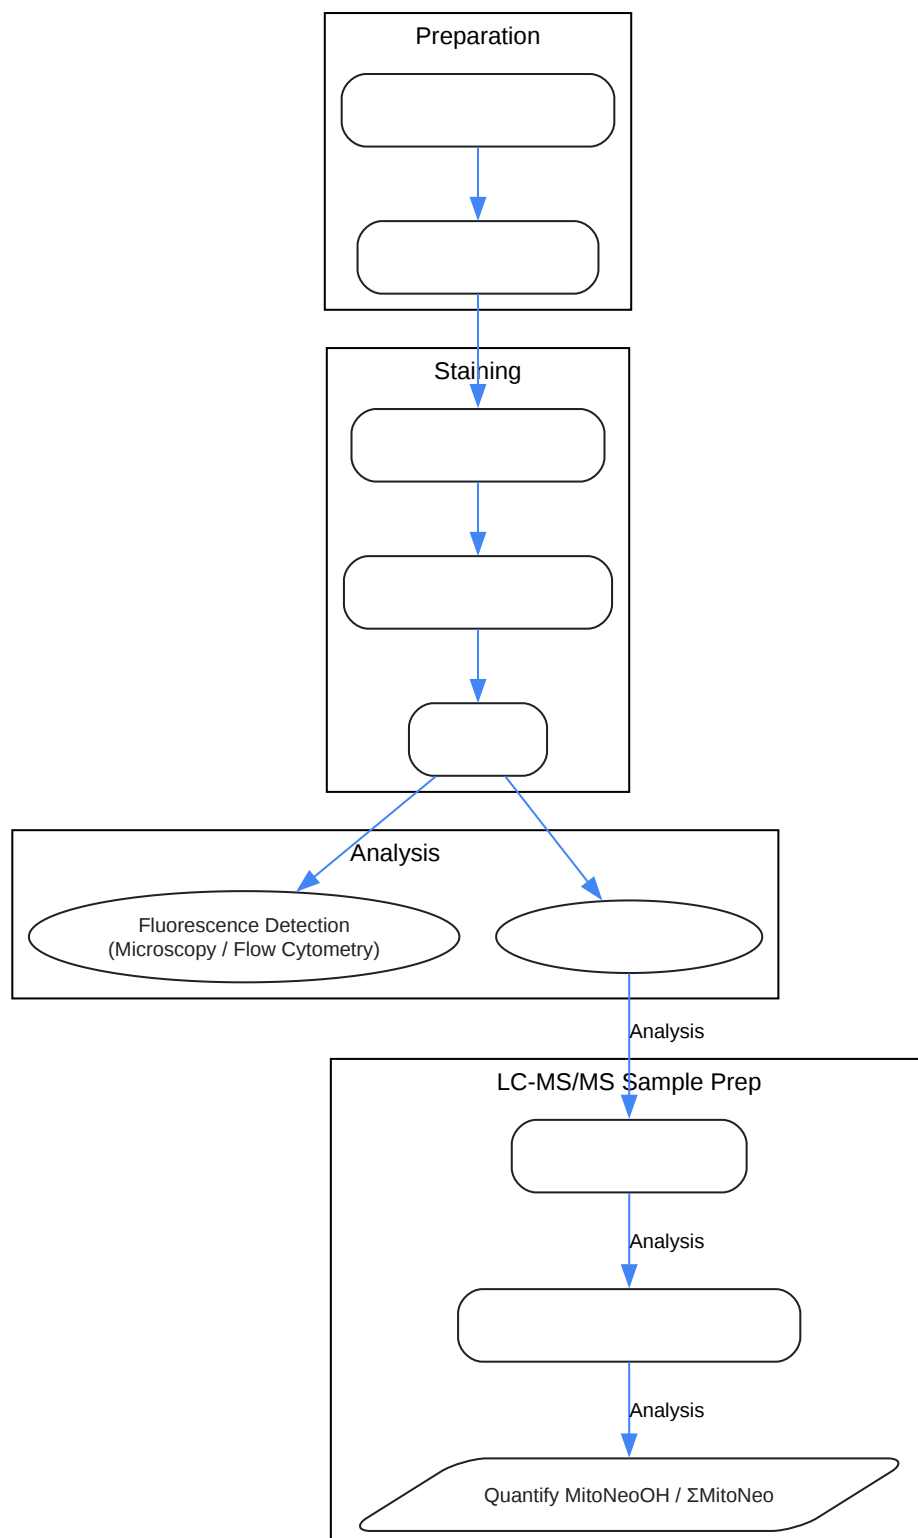 Preparation
Staining
Analysis
Fluorescence Detection
(Microscopy / Flow Cytometry)
Analysis
LC-MS/MS Sample Prep
Analysis
Analysis
Quantify MitoNeoOH / ΣMitoNeo